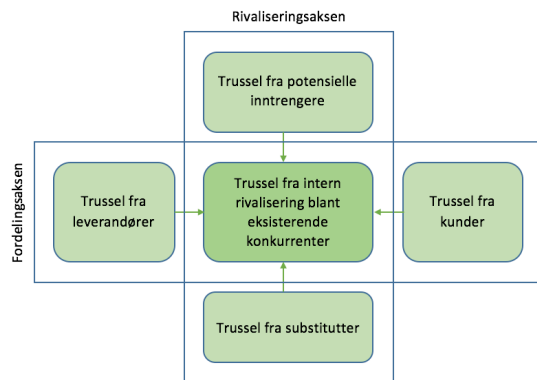 Rivaliseringsaksen
Trussel fra potensielle
inntrengere
Fordelingsaksen
Trussel fra
leverandører
Trussel fra intern
rivalisering blant
eksisterende
konkurrenter
Trussel fra
kunder
Trussel fra substitutter